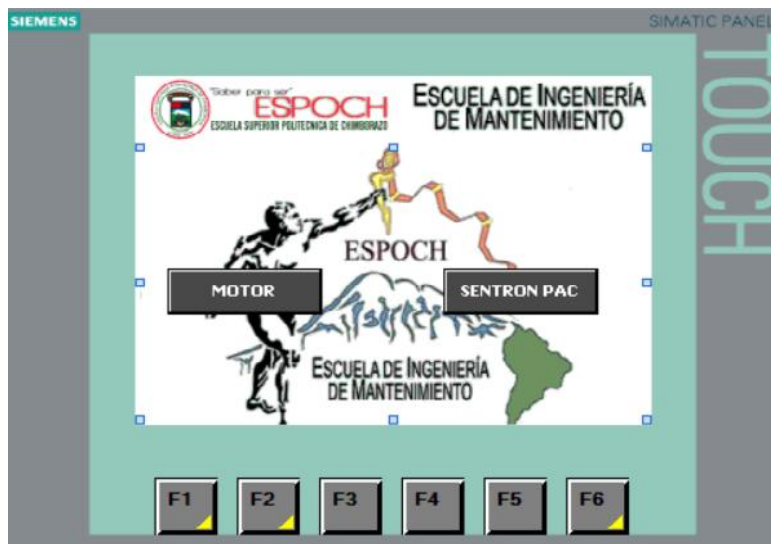 SIEMENS
SIMATIC PANEL
TOUCH
"Saber para ser"
ESPOCH
ESCUELA SUPERIOR POLITECNICA DE CHIMBORAZO
ESCUELA DE INGENIERÍA
DE MANTENIMIENTO
ESPOCH
MOTOR
SENTRON PAC
ESCUELA DE INGENIERÍA
DE MANTENIMIENTO
F1
F2
F3
F4
F5
F6